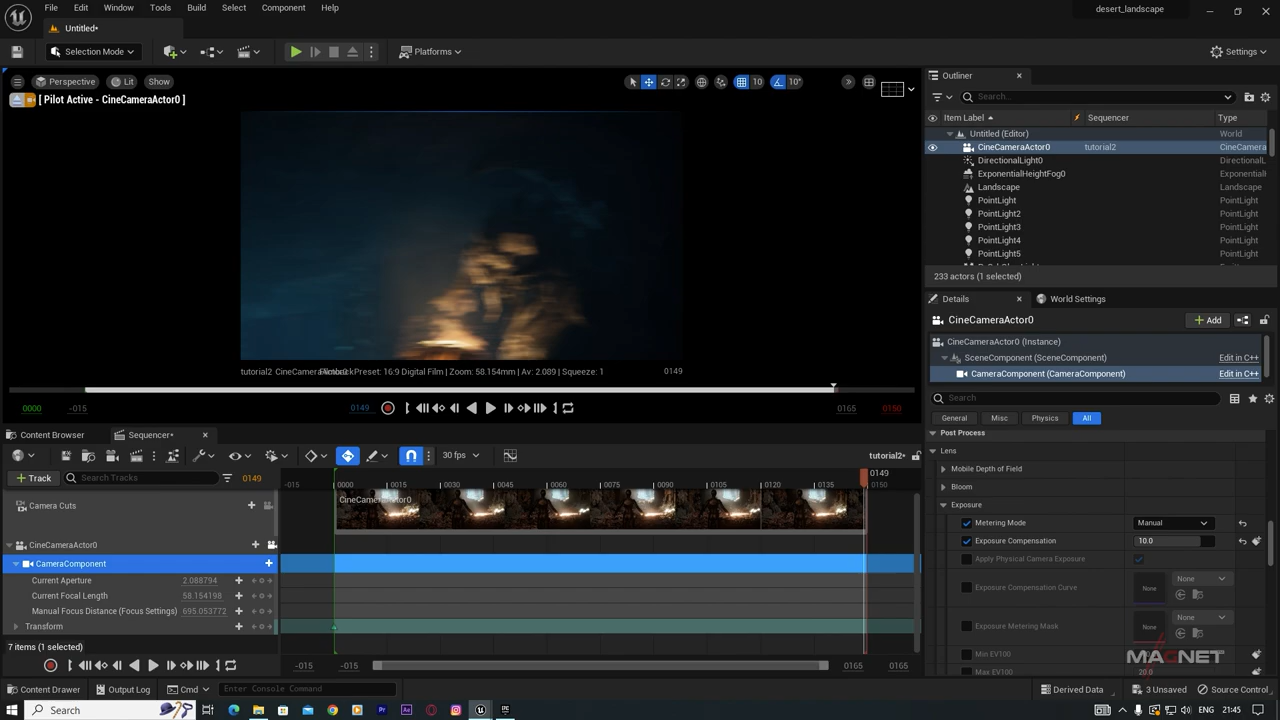 File Edit Window Tools Build Select Component Help
desert_landscape
Untitled*
Selection Mode
Platforms
Settings
Perspective Lit Show
10 10°
[ Pilot Active - CineCameraActor0 ]
tutorial2 Preset: 16:9 Digital Film | Zoom: 58.154mm | Av: 2.089 | Squeeze: 1 0149
0000 -015 0149 0165 0150
Content Browser Sequencer*
30 fps tutorial2*
Track Search Tracks 0149
-015 0000 0015 0030 0045 0060 0075 0090 0105 0120 0135 0149 0150
Camera Cuts
CineCameraActor0
CineCameraActor0
CameraComponent
Current Aperture 2.088794
Current Focal Length 58.154198
Manual Focus Distance (Focus Settings) 695.053772
Transform
7 items (1 selected)
-015 -015 0165 0165
Outliner
Search...
Item Label Sequencer Type
Untitled (Editor) World
CineCameraActor0 tutorial2 CineCamera
DirectionalLight0 DirectionalL
ExponentialHeightFog0 Exponential
Landscape Landscape
PointLight PointLight
PointLight2 PointLight
PointLight3 PointLight
PointLight4 PointLight
PointLight5 PointLight
233 actors (1 selected)
Details World Settings
CineCameraActor0 Add
CineCameraActor0 (Instance)
SceneComponent (SceneComponent) Edit in C++
CameraComponent (CameraComponent) Edit in C++
Search
General Misc Physics All
Post Process
Lens
Mobile Depth of Field
Bloom
Exposure
Metering Mode Manual
Exposure Compensation 10.0
Apply Physical Camera Exposure
Exposure Compensation Curve None None
Exposure Metering Mask None None
Min EV100
Max EV100 20.0
MAGNET
Content Drawer Output Log Cmd Enter Console Command Derived Data 3 Unsaved Source Control
Search ENG 21:45